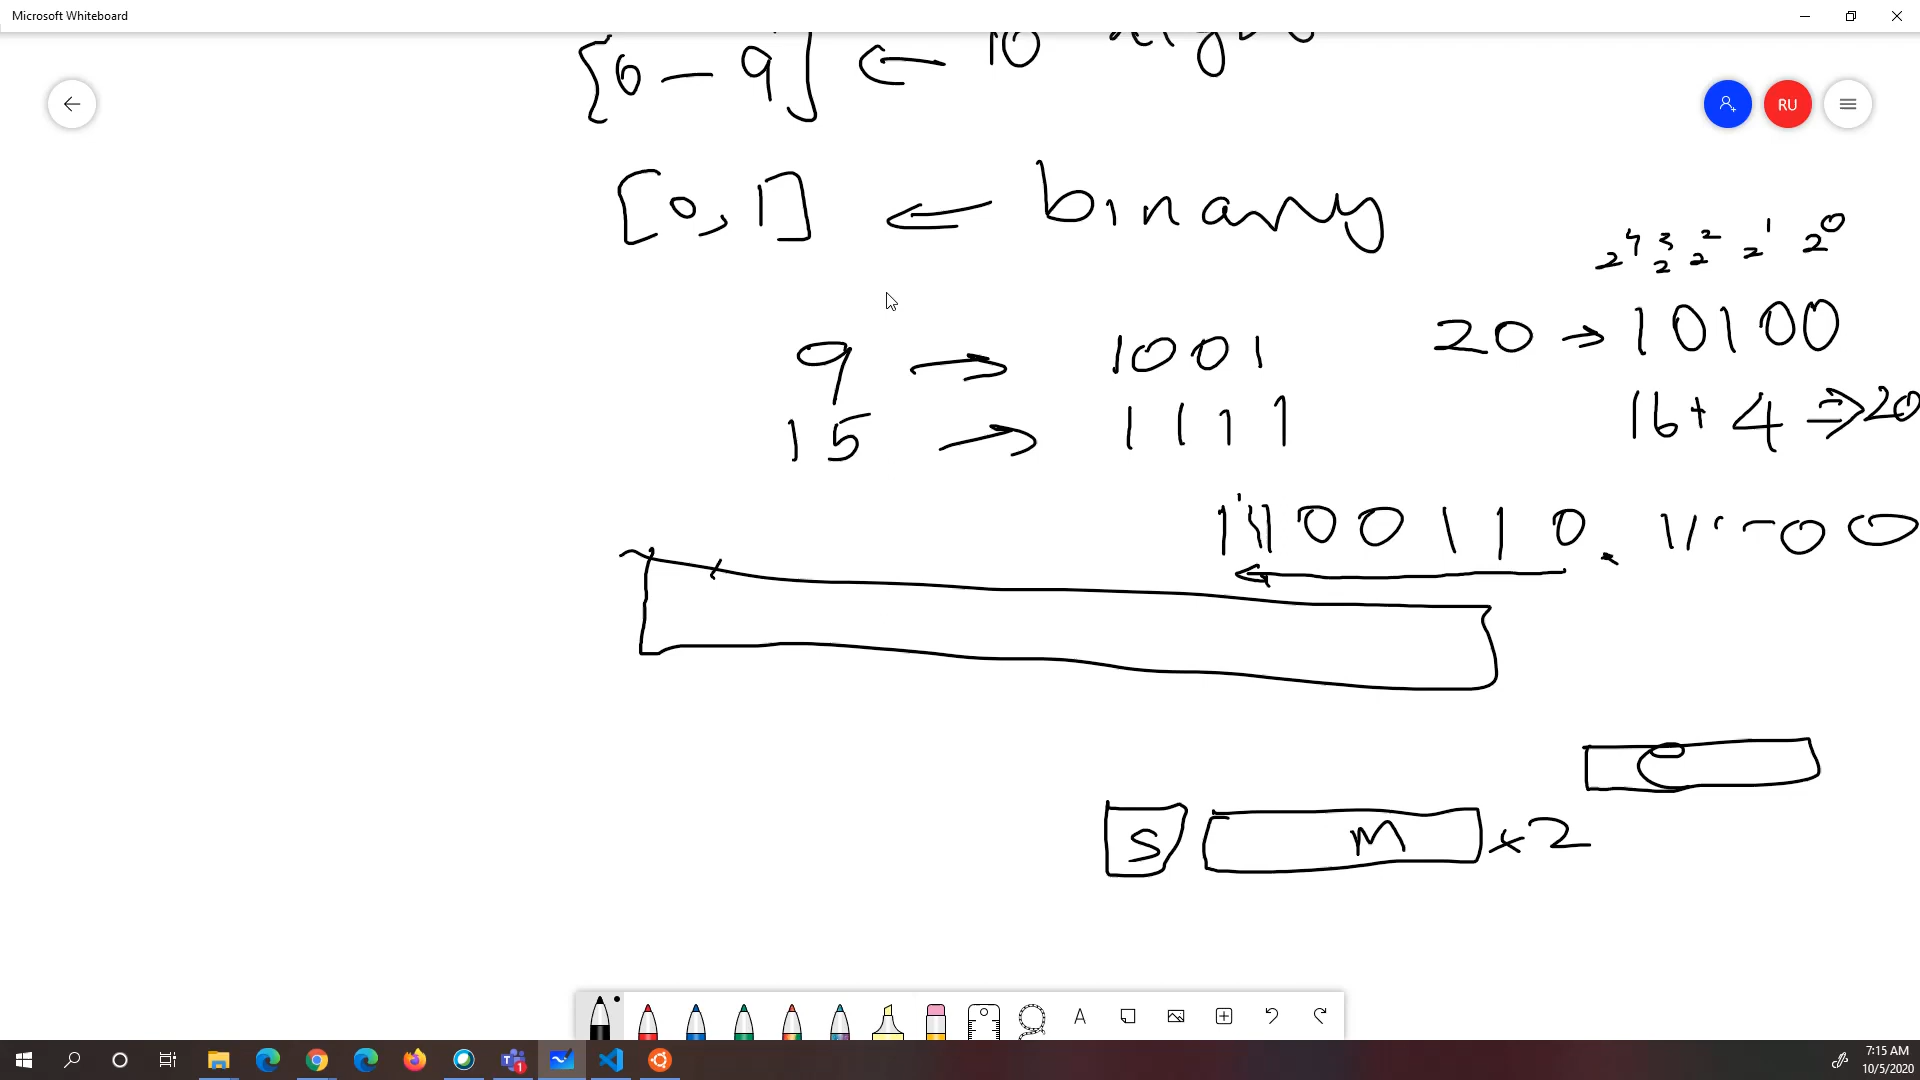 Microsoft Whiteboard
[0 — 9] ← 10
RU
[0, 1] ← binary
2⁴ 2³ 2² 2¹ 2⁰
9 → 1001
20 → 10100
15 → 1111
16 + 4 ⇒ 20
S M × 2
A
1
7:15 AM
10/5/2020